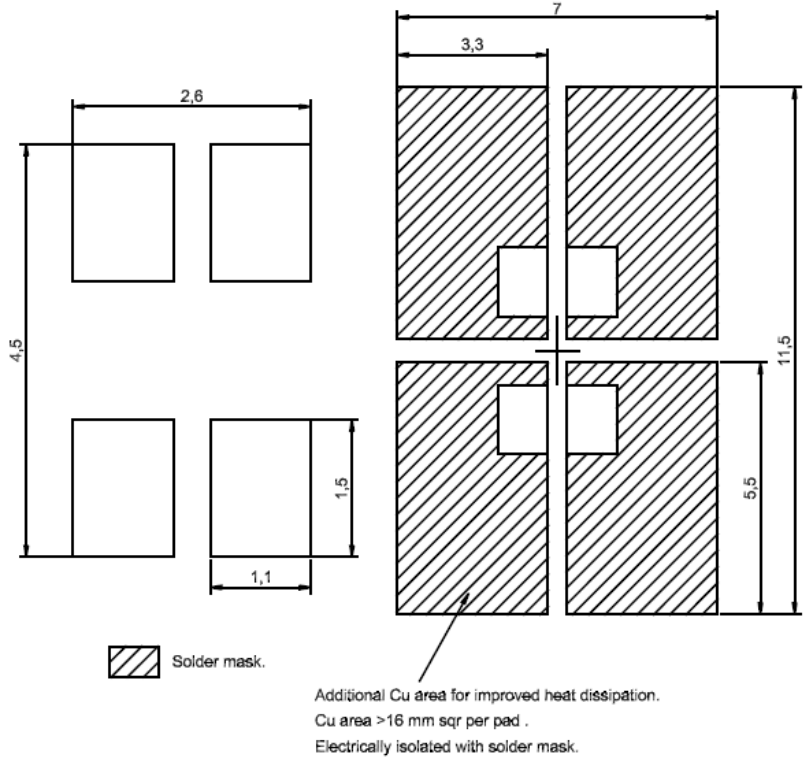 7
3,3
2,6
4,5
11,5
1,5
5,5
1,1
Solder mask.
Additional Cu area for improved heat dissipation.
Cu area >16 mm sqr per pad .
Electrically isolated with solder mask.